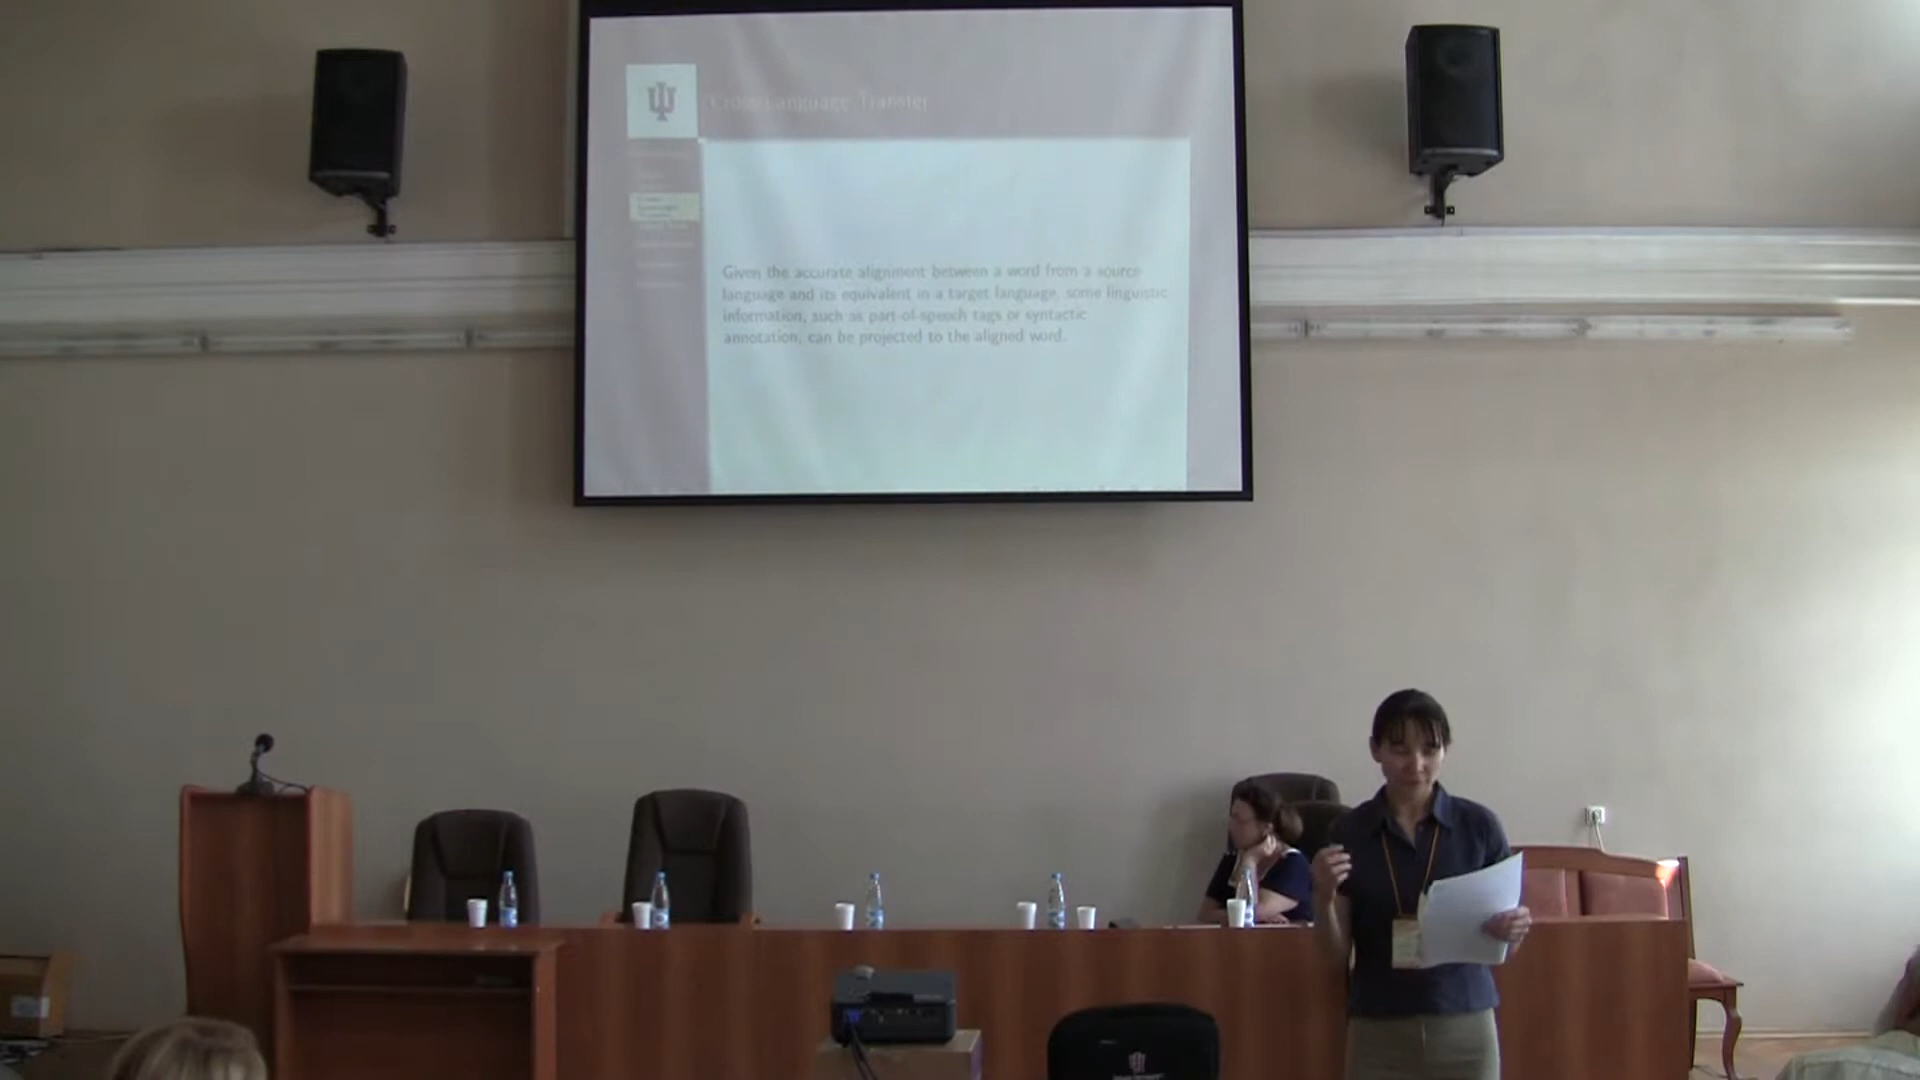 Cross Language Transfer
Given the accurate alignment between a word from a source
language and its equivalent in a target language, some linguistic
information, such as part-of-speech tags or syntactic
annotation, can be projected to the aligned word.